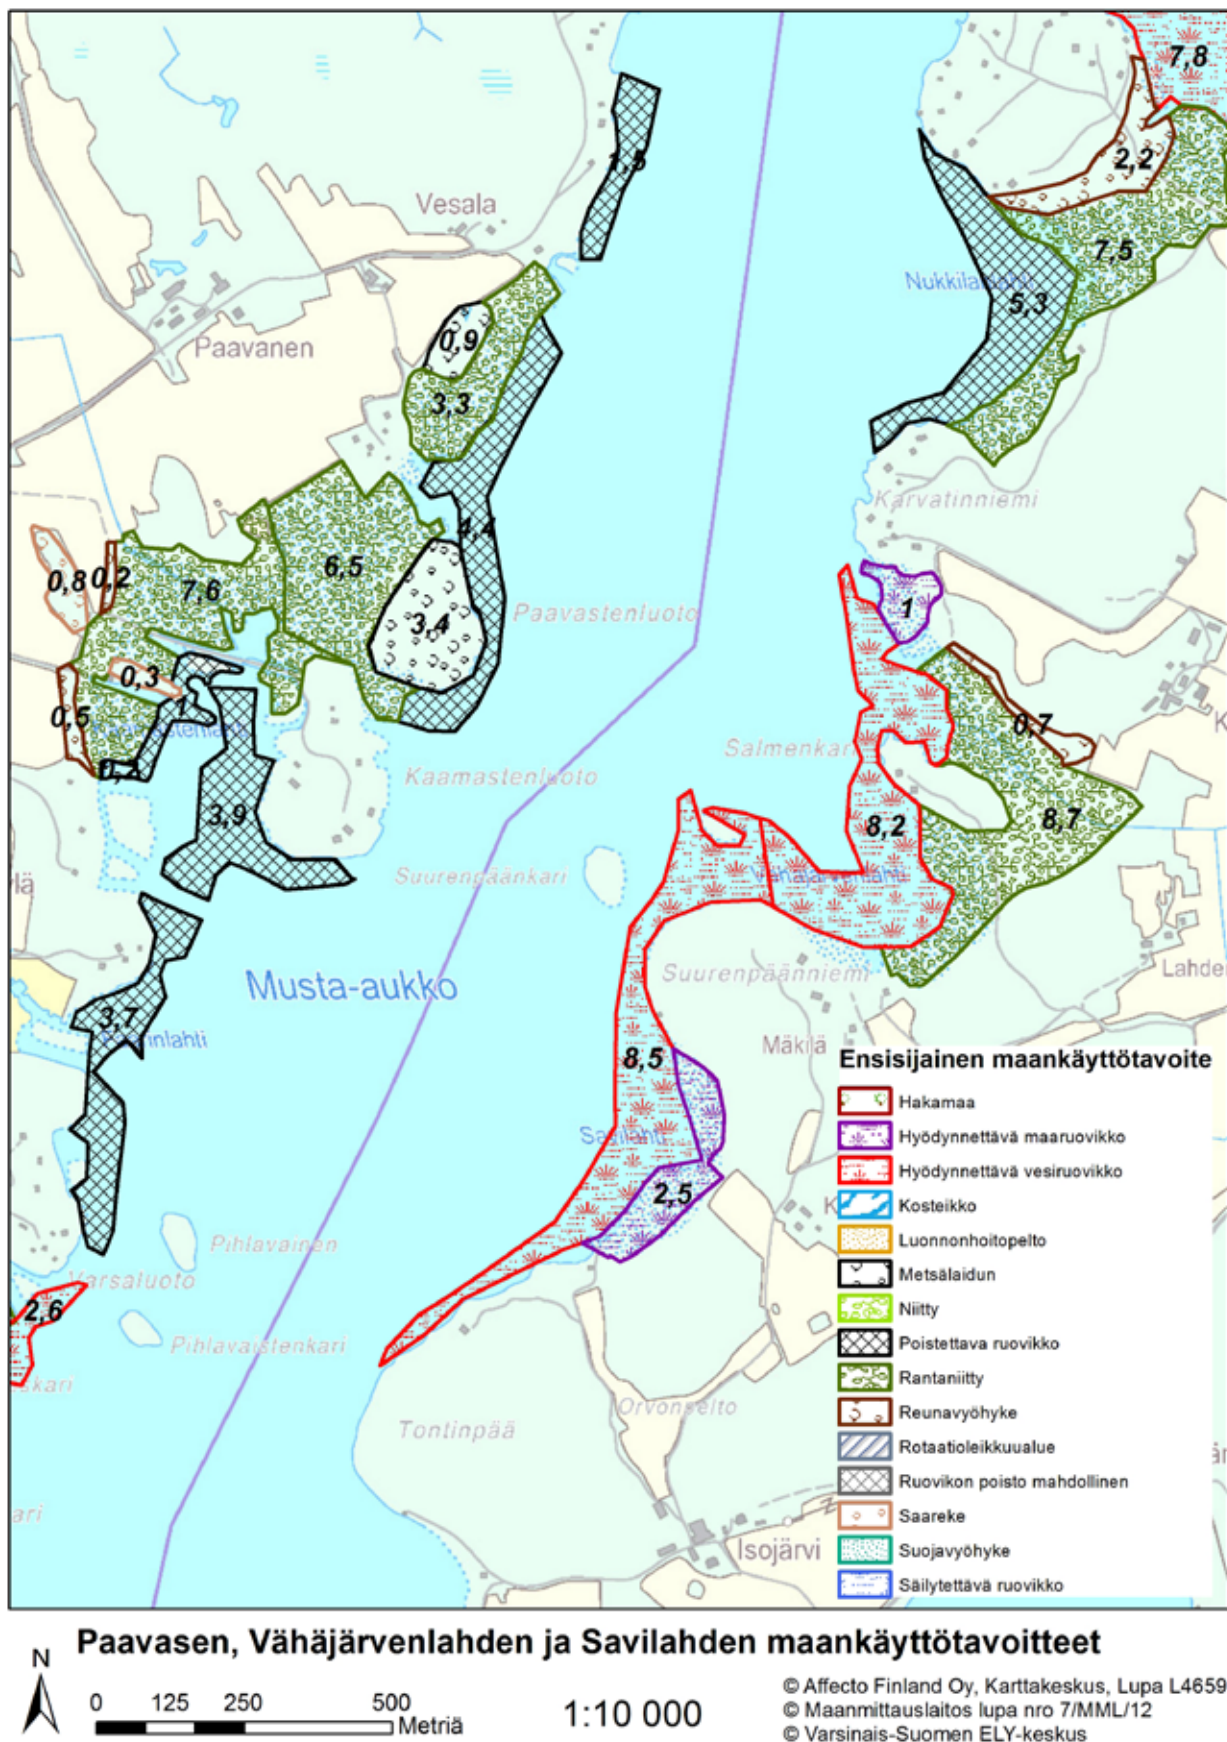 7,8
2,2
1,5
Vesala
7,5
Nukkilanlahti
5,3
Paavanen
0,9
3,3
Karvatinniemi
4,4
6,5
0,8
0,2
7,6
Paavastenluoto
3,4
1
0,3
1
0,5
0,7
Salmenkari
0,2
Kaamastenluoto
3,9
8,2
8,7
Suurenpäänkari
Vähäjärvenlahti
ylä
Suurenpäänniemi
Lahde
Musta-aukko
3,7
Mäkilä
8,5
Savilahti
2,5
K
Pihlavainen
Varsaluoto
2,6
Pihlavaistenkari
skari
Orvonpelto
Tontinpää
ari
Isojärvi
Ensisijainen maankäyttötavoite
Hakamaa
Hyödynnettävä maaruovikko
Hyödynnettävä vesiruovikko
Kosteikko
Luonnonhoitopelto
Metsälaidun
Niitty
Poistettava ruovikko
Rantaniitty
Reunavyöhyke
Rotaatioleikkuualue
Ruovikon poisto mahdollinen
Saareke
Suojavyöhyke
Säilytettävä ruovikko
Paavasen, Vähäjärvenlahden ja Savilahden maankäyttötavoitteet
N
0 125 250 500
Metriä
1:10 000
© Affecto Finland Oy, Karttakeskus, Lupa L4659
© Maanmittauslaitos lupa nro 7/MML/12
© Varsinais-Suomen ELY-keskus